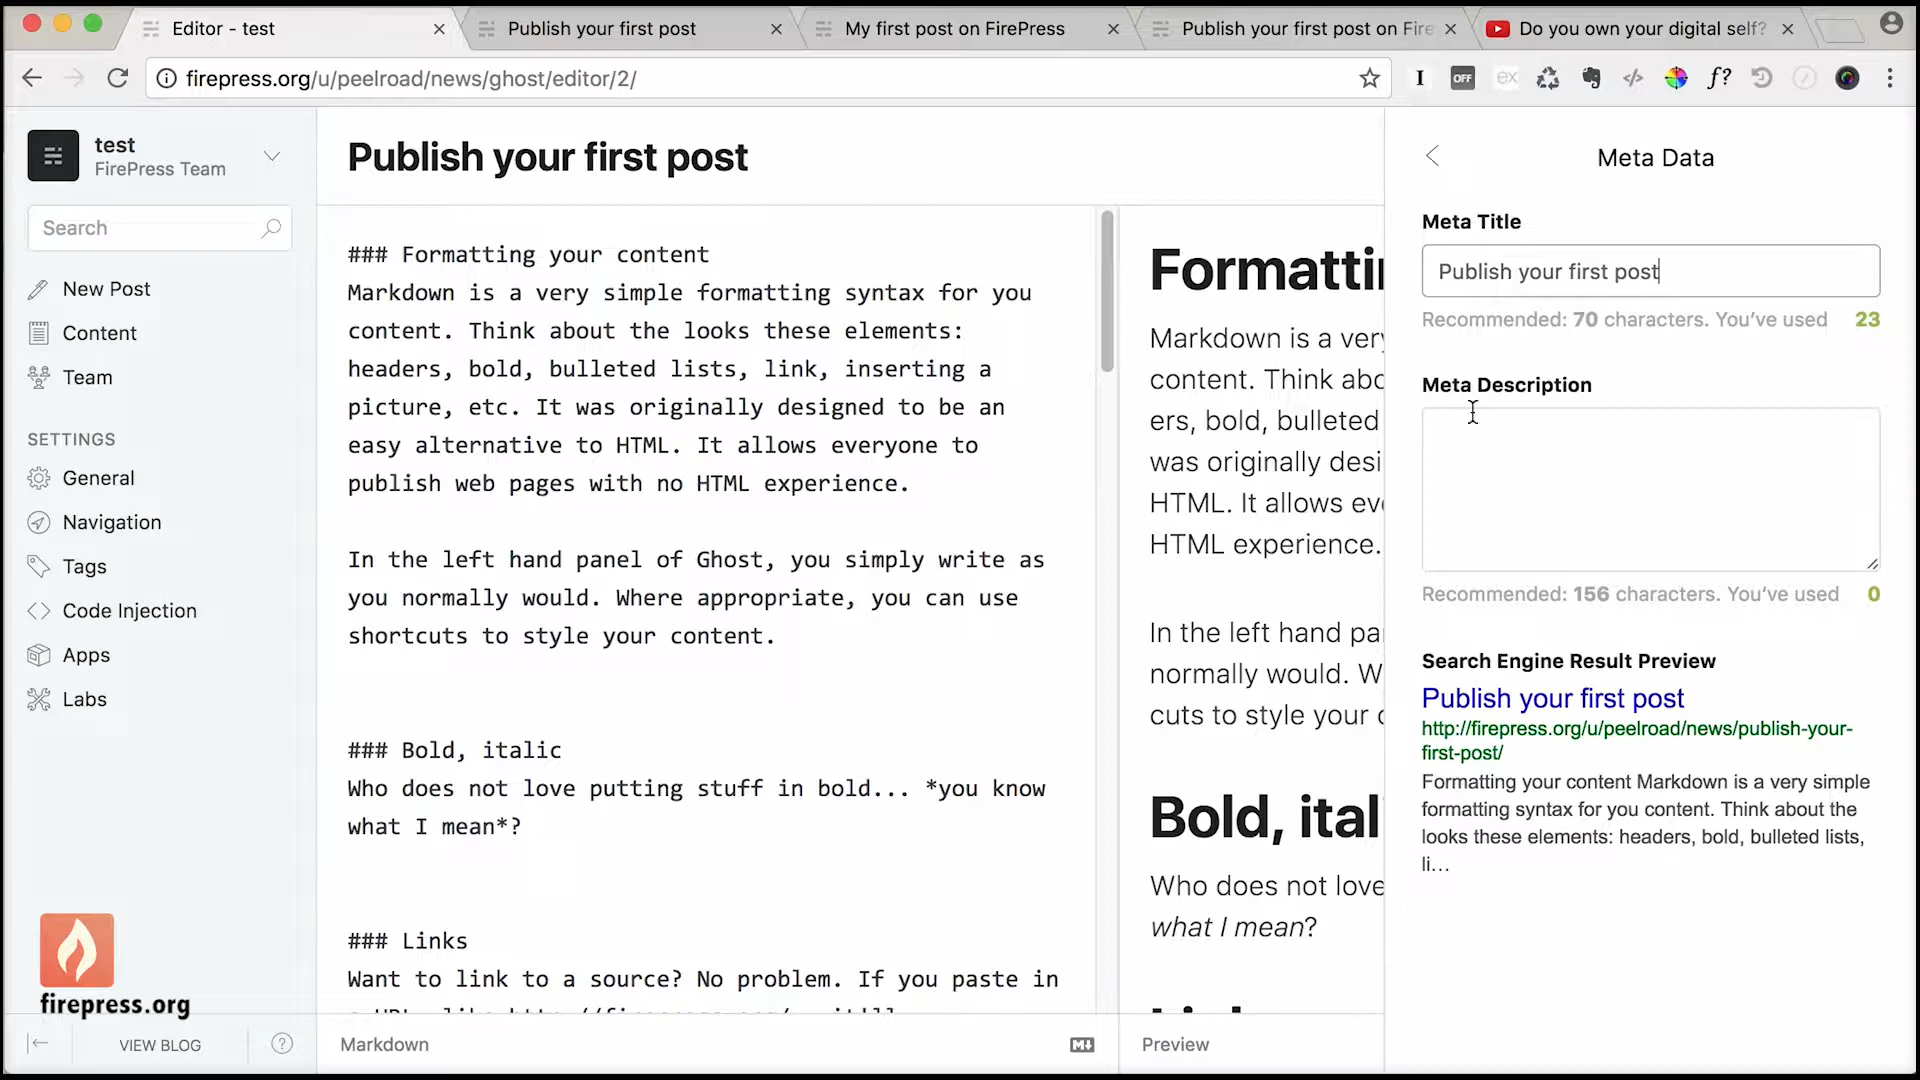 Editor - test
Publish your first post
My first post on FirePress
Publish your first post on Fire
Do you own your digital self?
firepress.org/u/peelroad/news/ghost/editor/2/
I
OFF
ex
</>
f?
test
FirePress Team
Search
New Post
Content
Team
SETTINGS
General
Navigation
Tags
Code Injection
Apps
Labs
firepress.org
VIEW BLOG
?
Publish your first post
### Formatting your content
Markdown is a very simple formatting syntax for you
content. Think about the looks these elements:
headers, bold, bulleted lists, link, inserting a
picture, etc. It was originally designed to be an
easy alternative to HTML. It allows everyone to
publish web pages with no HTML experience.
In the left hand panel of Ghost, you simply write as
you normally would. Where appropriate, you can use
shortcuts to style your content.
### Bold, italic
Who does not love putting stuff in bold... *you know
what I mean*?
### Links
Want to link to a source? No problem. If you paste in
Markdown
M
Formatti
Markdown is a very
content. Think abo
ers, bold, bulleted
was originally desi
HTML. It allows eve
HTML experience.
In the left hand pa
normally would. W
cuts to style your c
Bold, ital
Who does not love
what I mean?
Preview
Meta Data
Meta Title
Publish your first post
Recommended: 70 characters. You've used 23
Meta Description
Recommended: 156 characters. You've used 0
Search Engine Result Preview
Publish your first post
http://firepress.org/u/peelroad/news/publish-your-
first-post/
Formatting your content Markdown is a very simple
formatting syntax for you content. Think about the
looks these elements: headers, bold, bulleted lists,
li...